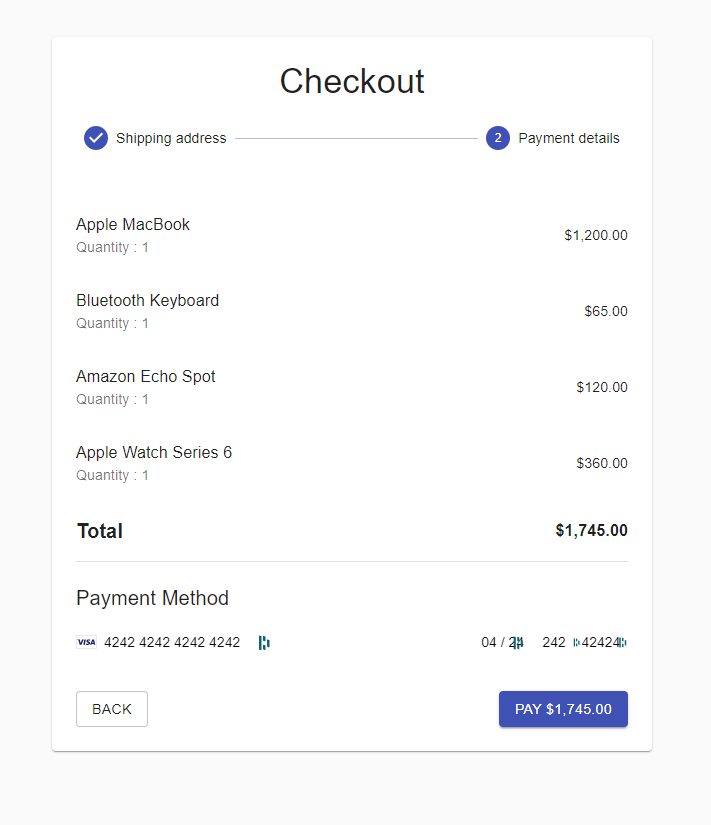 Checkout
Shipping address 2 Payment details
Apple MacBook
$1,200.00
Quantity : 1
Bluetooth Keyboard
$65.00
Quantity : 1
Amazon Echo Spot
$120.00
Quantity : 1
Apple Watch Series 6
$360.00
Quantity : 1
Total $1,745.00
Payment Method
VISA 4242 4242 4242 4242 04 / 24 242 42424
BACK PAY $1,745.00